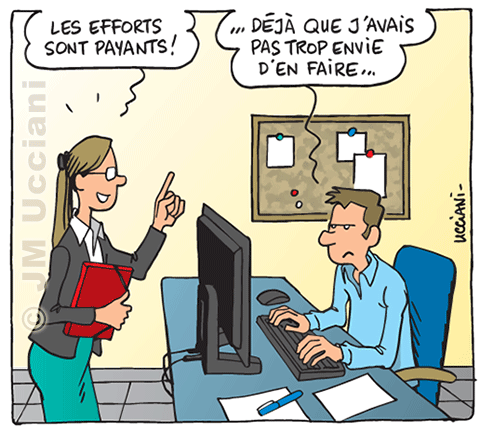 LES EFFORTS
SONT PAYANTS !
... DÉJÀ QUE J'AVAIS
PAS TROP ENVIE
D'EN FAIRE...
UCCIANI-
© JM Ucciani